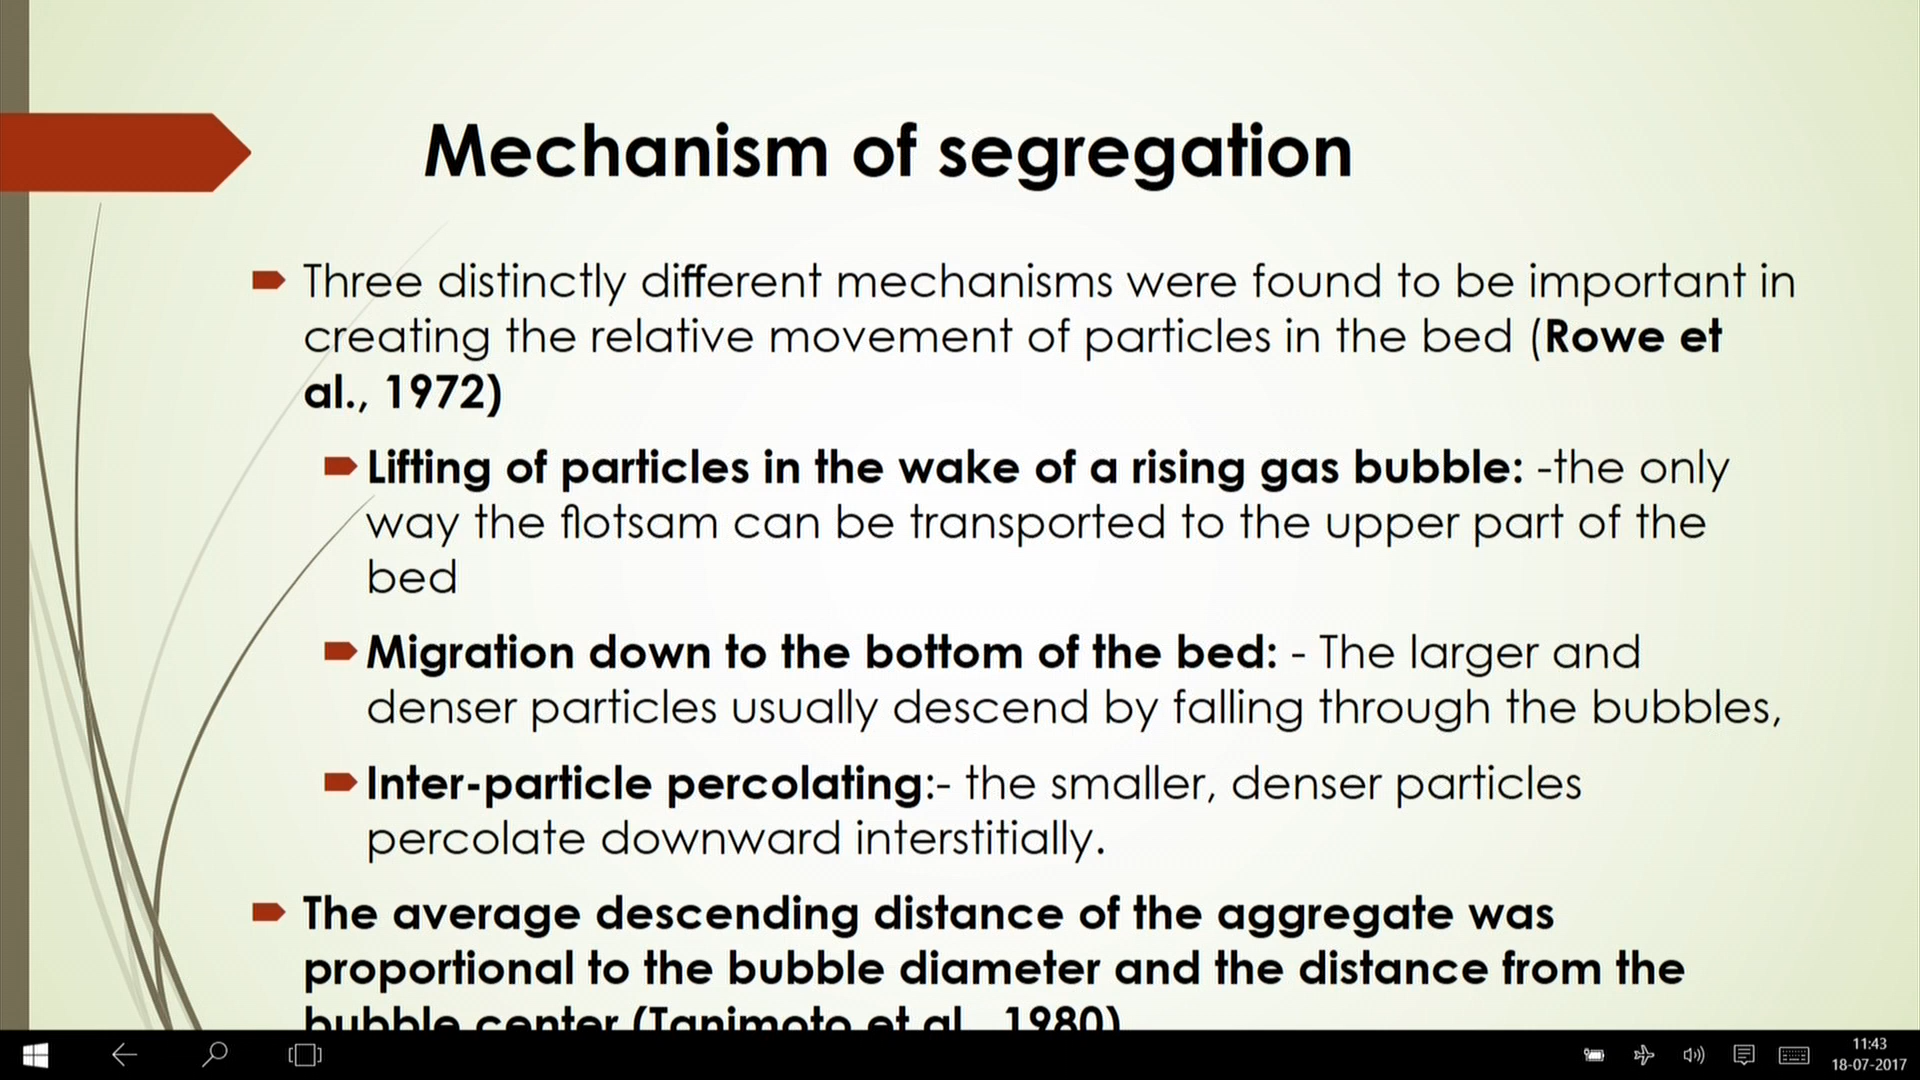 Mechanism of segregation
Three distinctly different mechanisms were found to be important in
creating the relative movement of particles in the bed (Rowe et
al., 1972)
Lifting of particles in the wake of a rising gas bubble: -the only
way the flotsam can be transported to the upper part of the
bed
Migration down to the bottom of the bed: - The larger and
denser particles usually descend by falling through the bubbles,
Inter-particle percolating:- the smaller, denser particles
percolate downward interstitially.
The average descending distance of the aggregate was
proportional to the bubble diameter and the distance from the
bubble center (Tanimoto et al., 1980)
11:43
18-07-2017